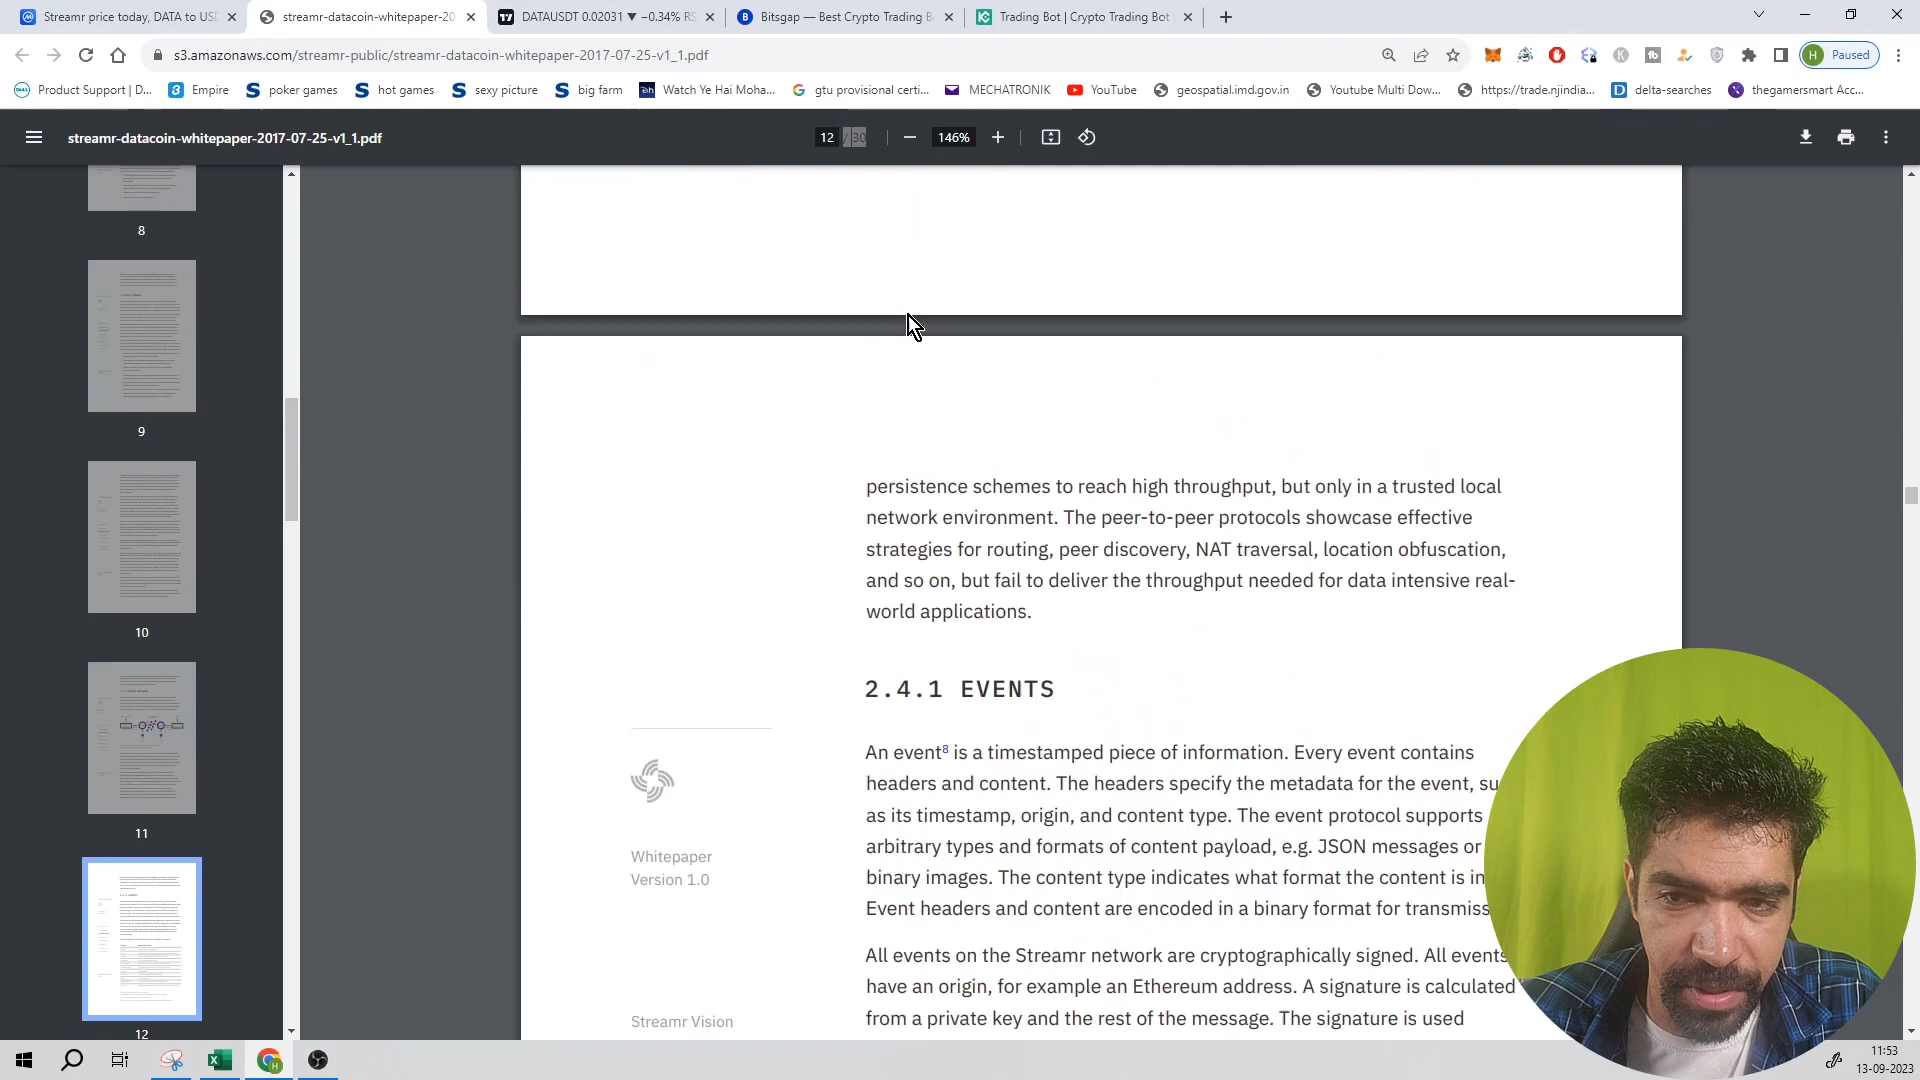 Streamr price today, DATA to US
streamr-datacoin-whitepaper-20
DATAUSDT 0.02031 ▼ −0.34% RS
Bitsgap — Best Crypto Trading B
Trading Bot | Crypto Trading Bot
s3.amazonaws.com/streamr-public/streamr-datacoin-whitepaper-2017-07-25-v1_1.pdf
H Paused
Product Support | D...
Empire
poker games
hot games
sexy picture
big farm
Watch Ye Hai Moha...
gtu provisional certi...
MECHATRONIK
YouTube
geospatial.imd.gov.in
Youtube Multi Dow...
https://trade.njindia...
delta-searches
thegamersmart Acc...
streamr-datacoin-whitepaper-2017-07-25-v1_1.pdf
12 / 30
146%
8
9
10
11
12
persistence schemes to reach high throughput, but only in a trusted local
network environment. The peer-to-peer protocols showcase effective
strategies for routing, peer discovery, NAT traversal, location obfuscation,
and so on, but fail to deliver the throughput needed for data intensive real-
world applications.
2.4.1 EVENTS
An event8 is a timestamped piece of information. Every event contains
headers and content. The headers specify the metadata for the event, su
as its timestamp, origin, and content type. The event protocol supports
arbitrary types and formats of content payload, e.g. JSON messages or
binary images. The content type indicates what format the content is in
Event headers and content are encoded in a binary format for transmiss
All events on the Streamr network are cryptographically signed. All events
have an origin, for example an Ethereum address. A signature is calculated
from a private key and the rest of the message. The signature is used
Whitepaper
Version 1.0
Streamr Vision
11:53
13-09-2023